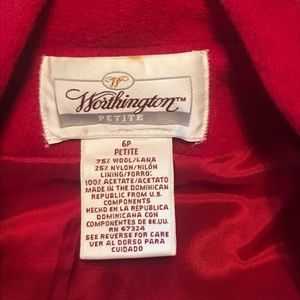 Worthington™
PETITE
6P
PETITE
75% WOOL/LANA
25% NYLON/NILÓN
LINING/FORRO:
100% ACETATE/ACETATO
MADE IN THE DOMINICAN
REPUBLIC FROM U.S.
COMPONENTS
HECHO EN LA REPUBLICA
DOMINICANA CON
COMPONENTES DE EE.UU.
RN 67324
SEE REVERSE FOR CARE
VER AL DORSO PARA
CUIDADO